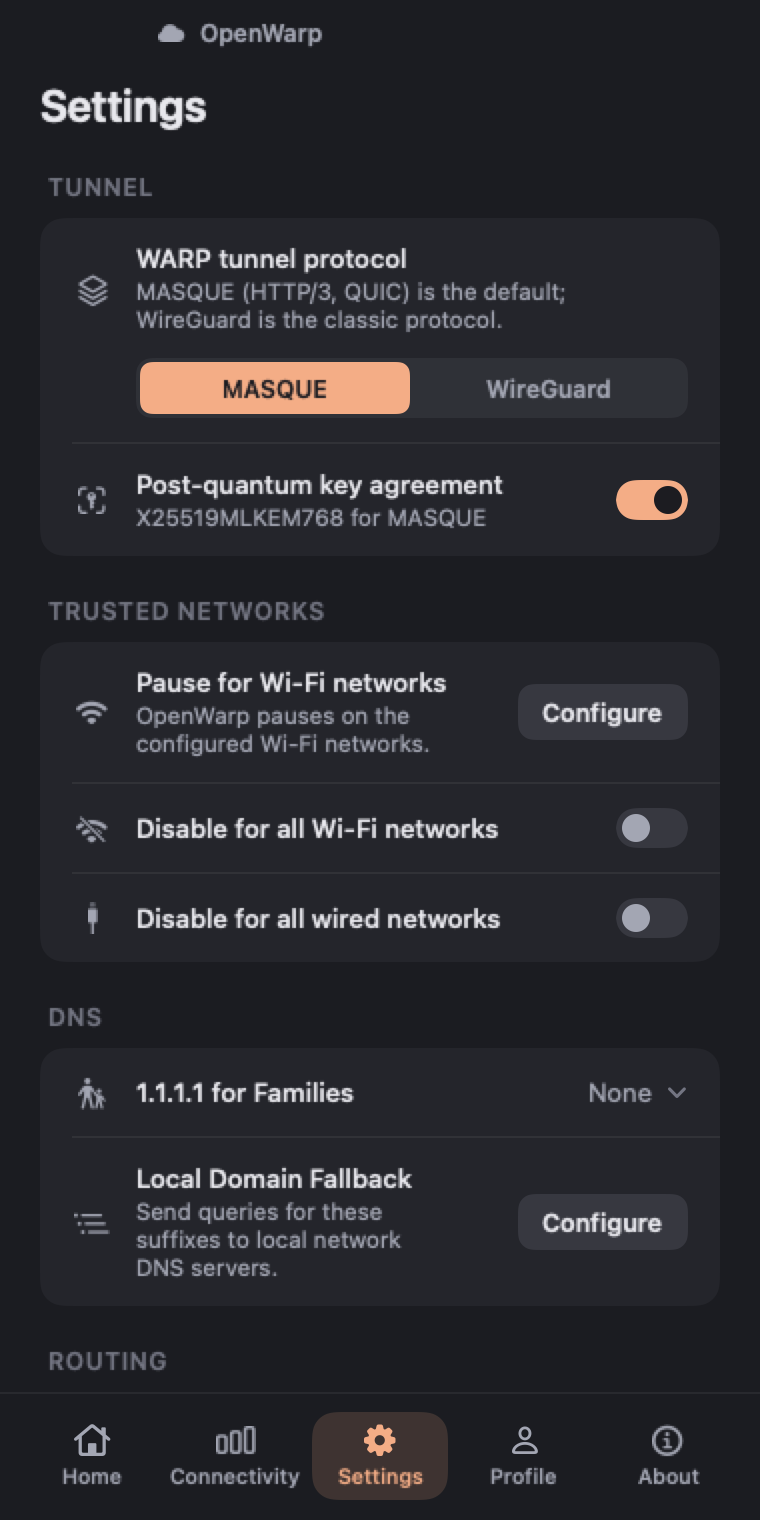 OpenWarp
Settings
TUNNEL
WARP tunnel protocol
MASQUE (HTTP/3, QUIC) is the default;
WireGuard is the classic protocol.
MASQUE
WireGuard
Post-quantum key agreement
X25519MLKEM768 for MASQUE
TRUSTED NETWORKS
Pause for Wi-Fi networks
OpenWarp pauses on the
configured Wi-Fi networks.
Configure
Disable for all Wi-Fi networks
Disable for all wired networks
DNS
1.1.1.1 for Families
None
Local Domain Fallback
Send queries for these
suffixes to local network
DNS servers.
Configure
ROUTING
Home
Connectivity
Settings
Profile
About